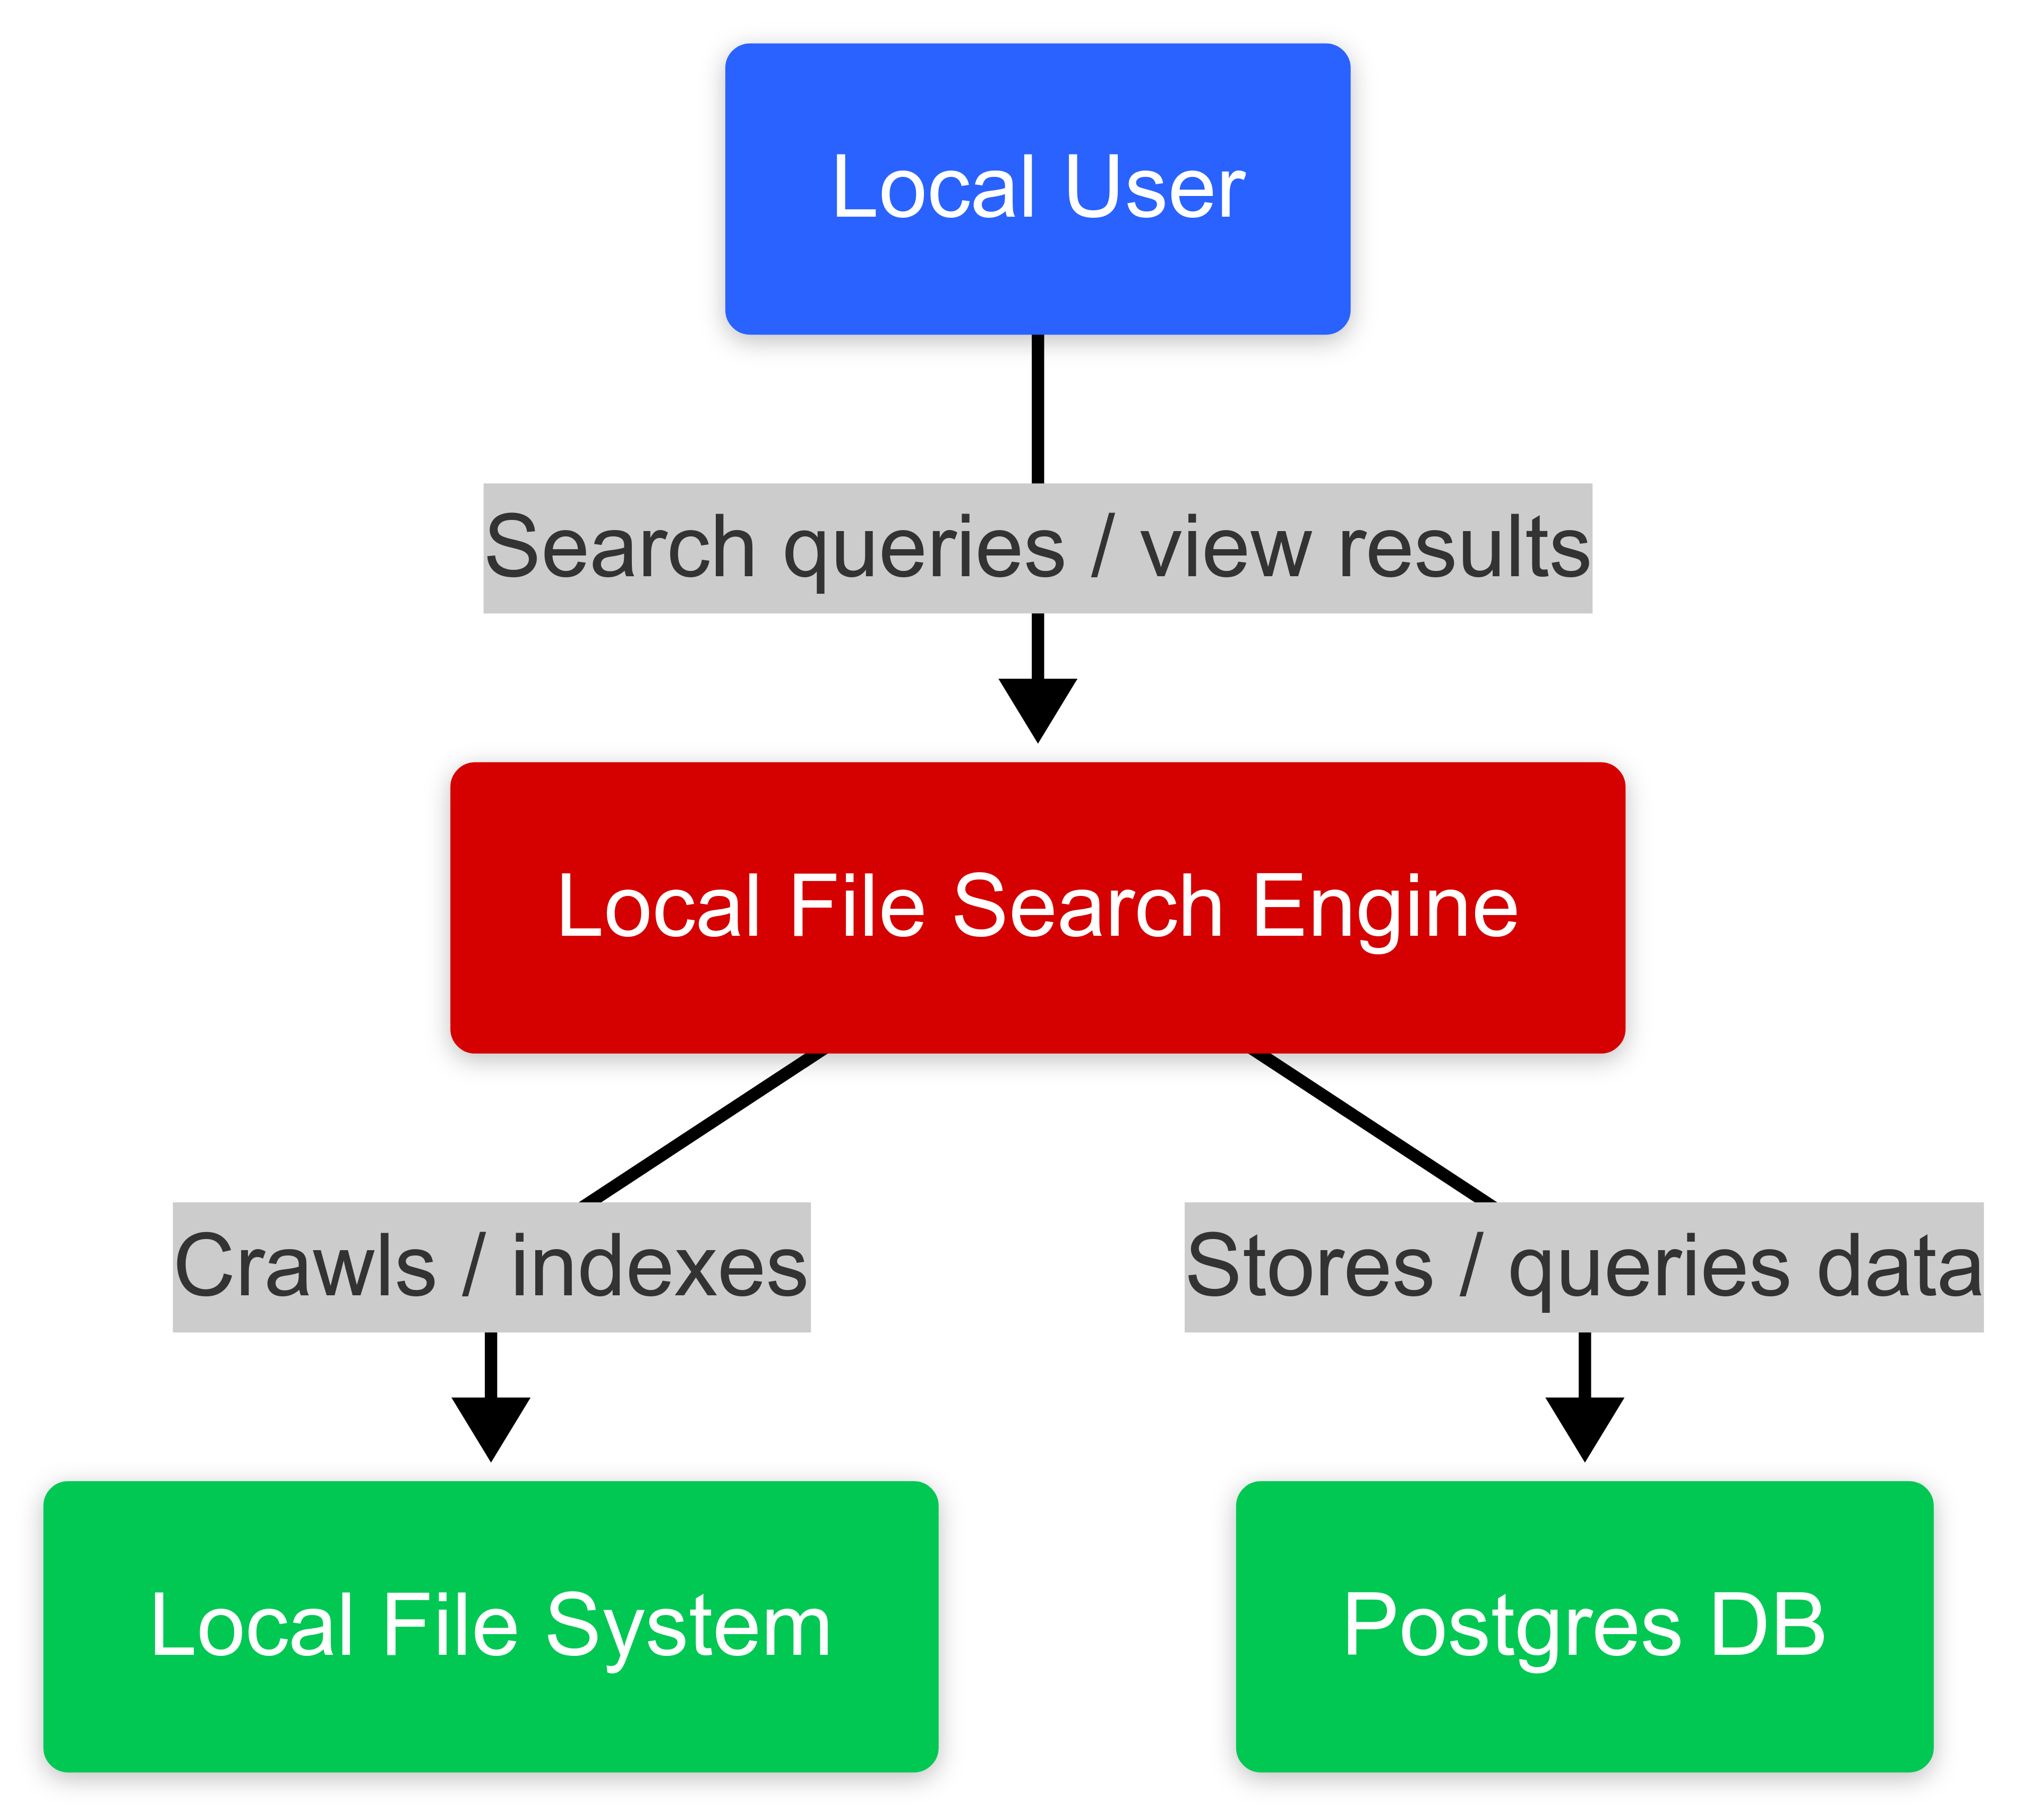 Local User
Search queries / view results
Local File Search Engine
Crawls / indexes
Stores / queries data
Local File System
Postgres DB